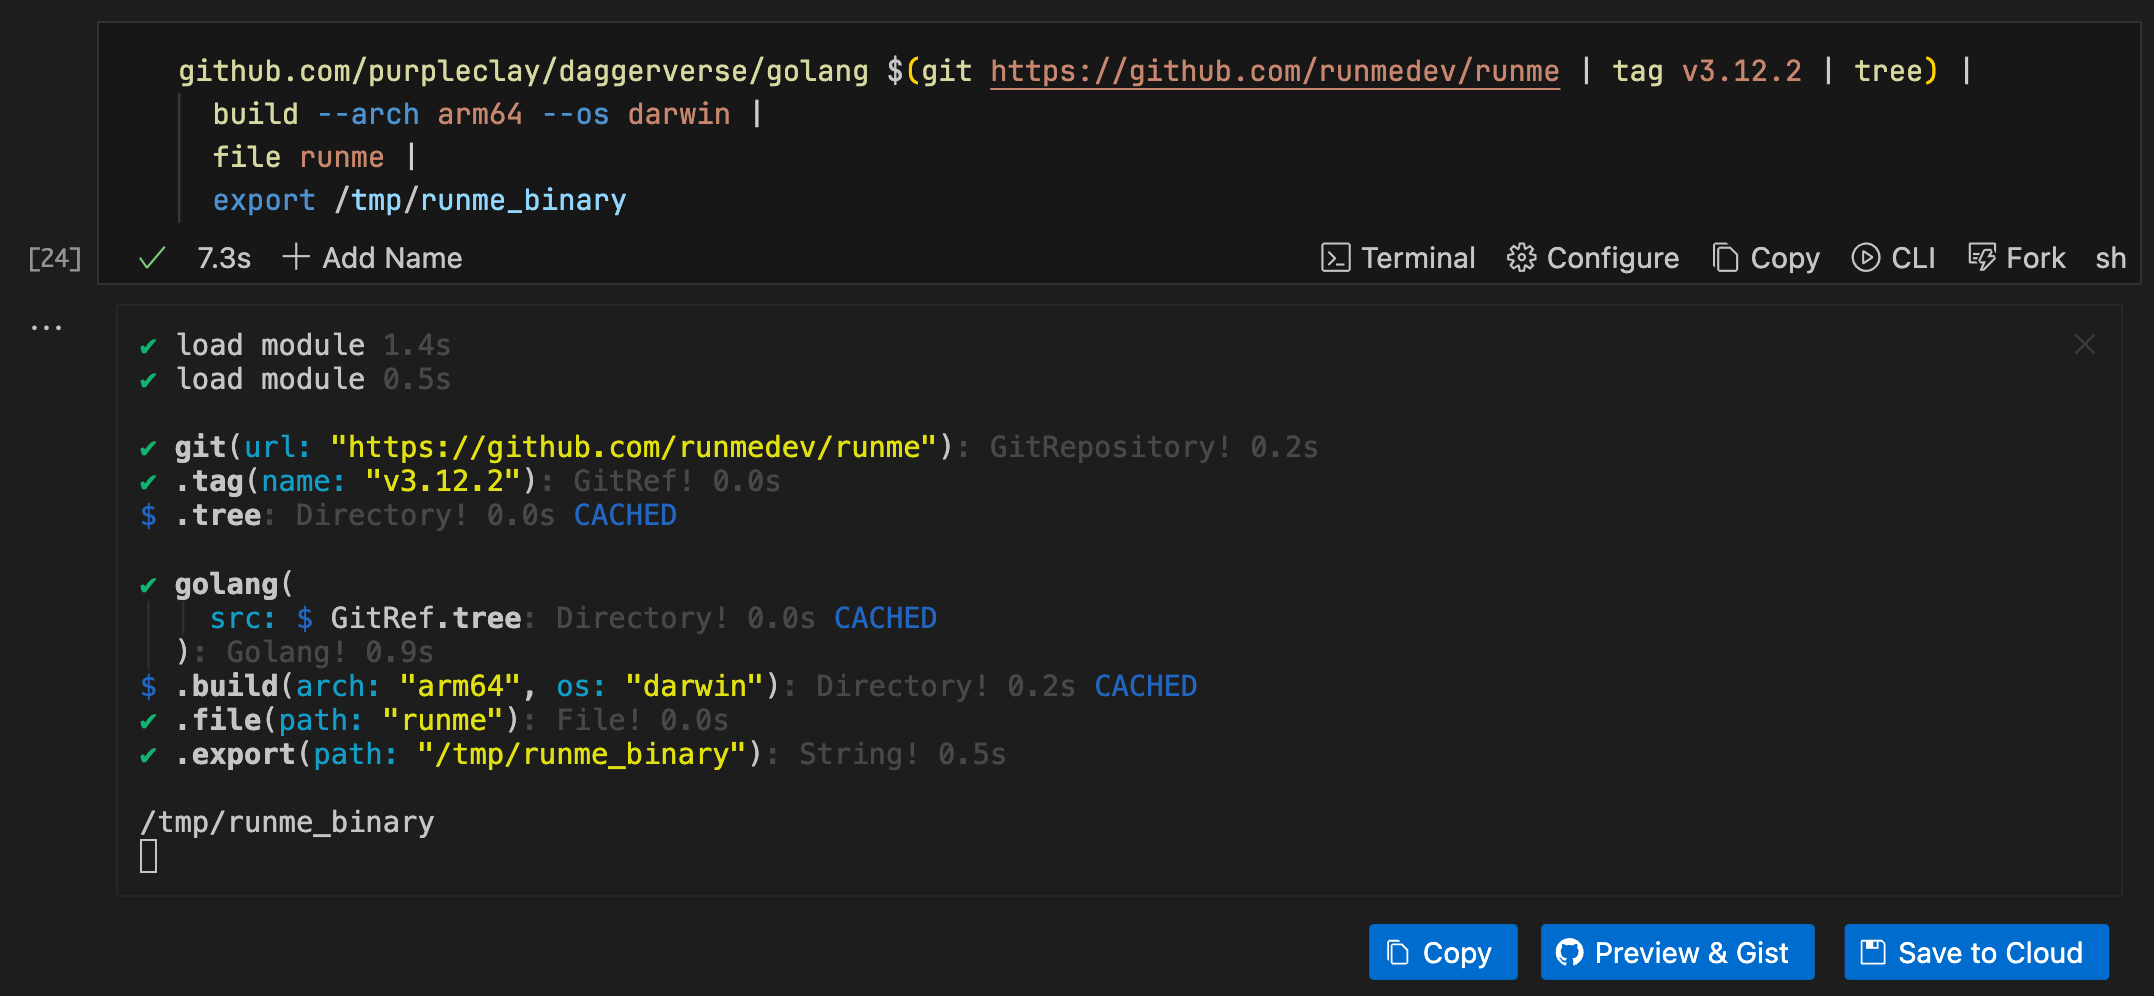 github.com/purpleclay/daggerverse/golang $(git https://github.com/runmedev/runme | tag v3.12.2 | tree) |
build --arch arm64 --os darwin |
file runme |
export /tmp/runme_binary
[24] 7.3s Add Name Terminal Configure Copy CLI Fork sh
...
✔ load module 1.4s
✔ load module 0.5s
✔ git(url: "https://github.com/runmedev/runme"): GitRepository! 0.2s
✔ .tag(name: "v3.12.2"): GitRef! 0.0s
$ .tree: Directory! 0.0s CACHED
✔ golang(
src: $ GitRef.tree: Directory! 0.0s CACHED
): Golang! 0.9s
$ .build(arch: "arm64", os: "darwin"): Directory! 0.2s CACHED
✔ .file(path: "runme"): File! 0.0s
✔ .export(path: "/tmp/runme_binary"): String! 0.5s
/tmp/runme_binary
Copy Preview & Gist Save to Cloud